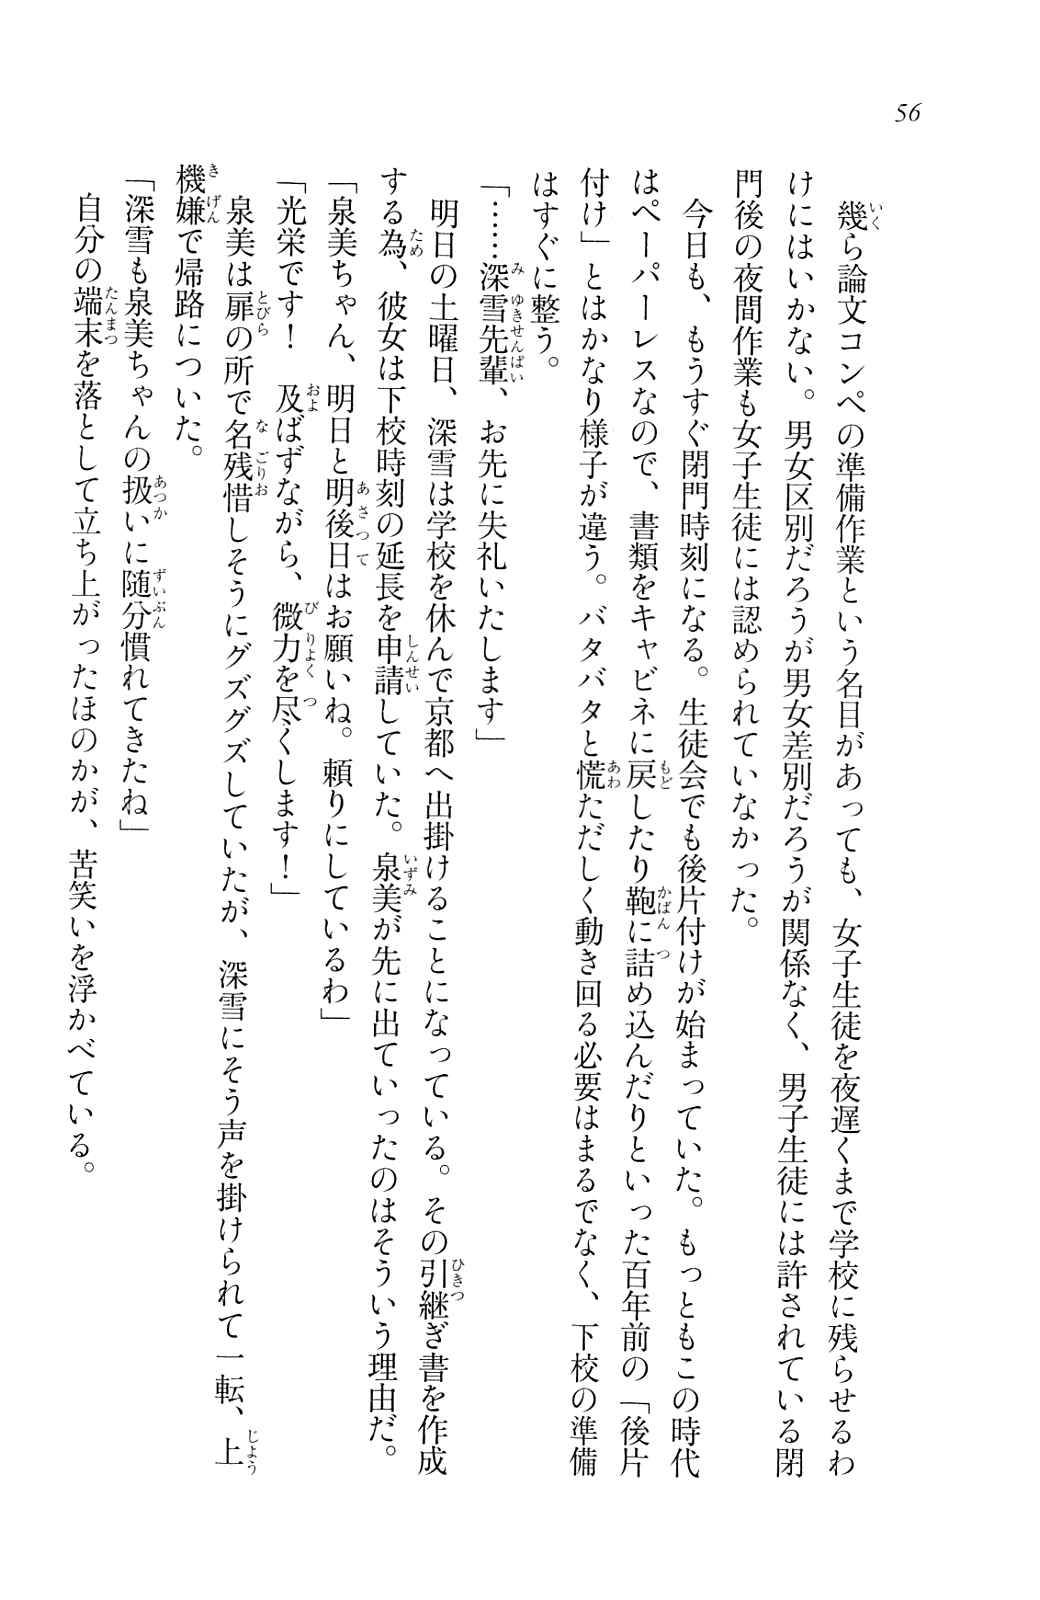 56
幾ら論文コンペの準備作業という名目があっても、女子生徒を夜遅くまで学校に残らせるわ
けにはいかない。男女区別だろうが男女差別だろうが関係なく、男子生徒には許されている閉
門後の夜間作業も女子生徒には認められていなかった。
今日も、もうすぐ閉門時刻になる。生徒会でも後片付けが始まっていた。もっともこの時代
はペーパーレスなので、書類をキャビネに戻したり鞄に詰め込んだりといった百年前の「後片
付け」とはかなり様子が違う。バタバタと慌ただしく動き回る必要はまるでなく、下校の準備
はすぐに整う。
「……深雪先輩、お先に失礼いたします」
明日の土曜日、深雪は学校を休んで京都へ出掛けることになっている。その引継ぎ書を作成
する為、彼女は下校時刻の延長を申請していた。泉美が先に出ていったのはそういう理由だ。
「泉美ちゃん、明日と明後日はお願いね。頼りにしているわ」
「光栄です！　及ばずながら、微力を尽くします！」
泉美は扉の所で名残惜しそうにグズグズしていたが、深雪にそう声を掛けられて一転、上
機嫌で帰路についた。
「深雪も泉美ちゃんの扱いに随分慣れてきたね」
自分の端末を落として立ち上がったほのかが、苦笑いを浮かべている。